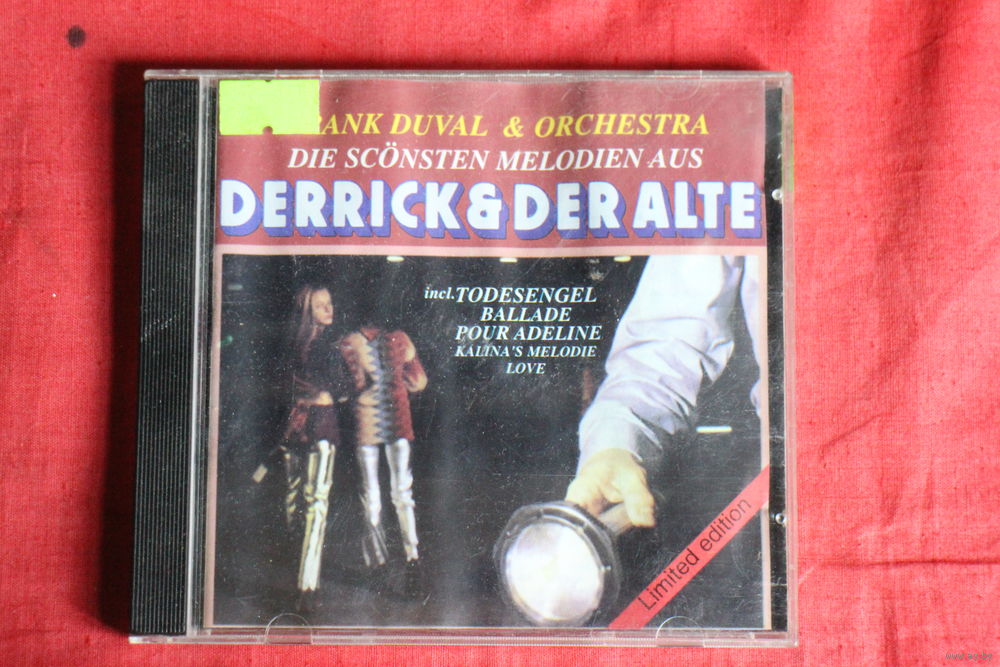 RANK DUVAL & ORCHESTRA
DIE SCÖNSTEN MELODIEN AUS
DERRICK & DER ALTE
incl. TODESENGEL
BALLADE
POUR ADELINE
KALINA'S MELODIE
LOVE
Limited edition